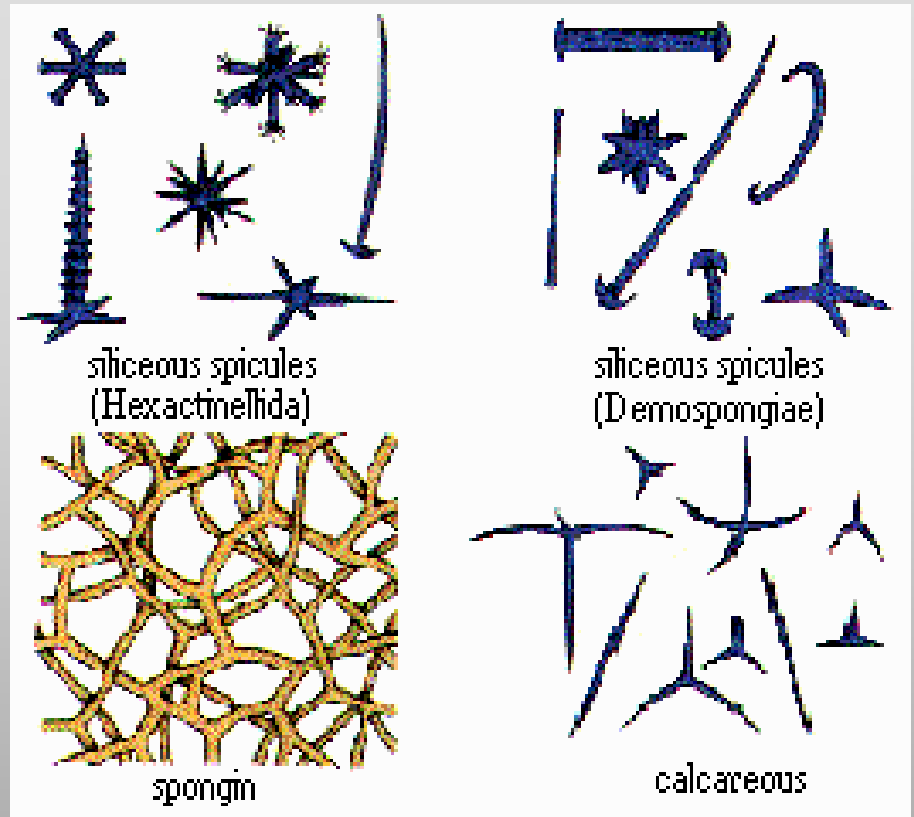 siliceous spicules
(Hexactinellida)
siliceous spicules
(Demospongiae)
spongin
calcareous